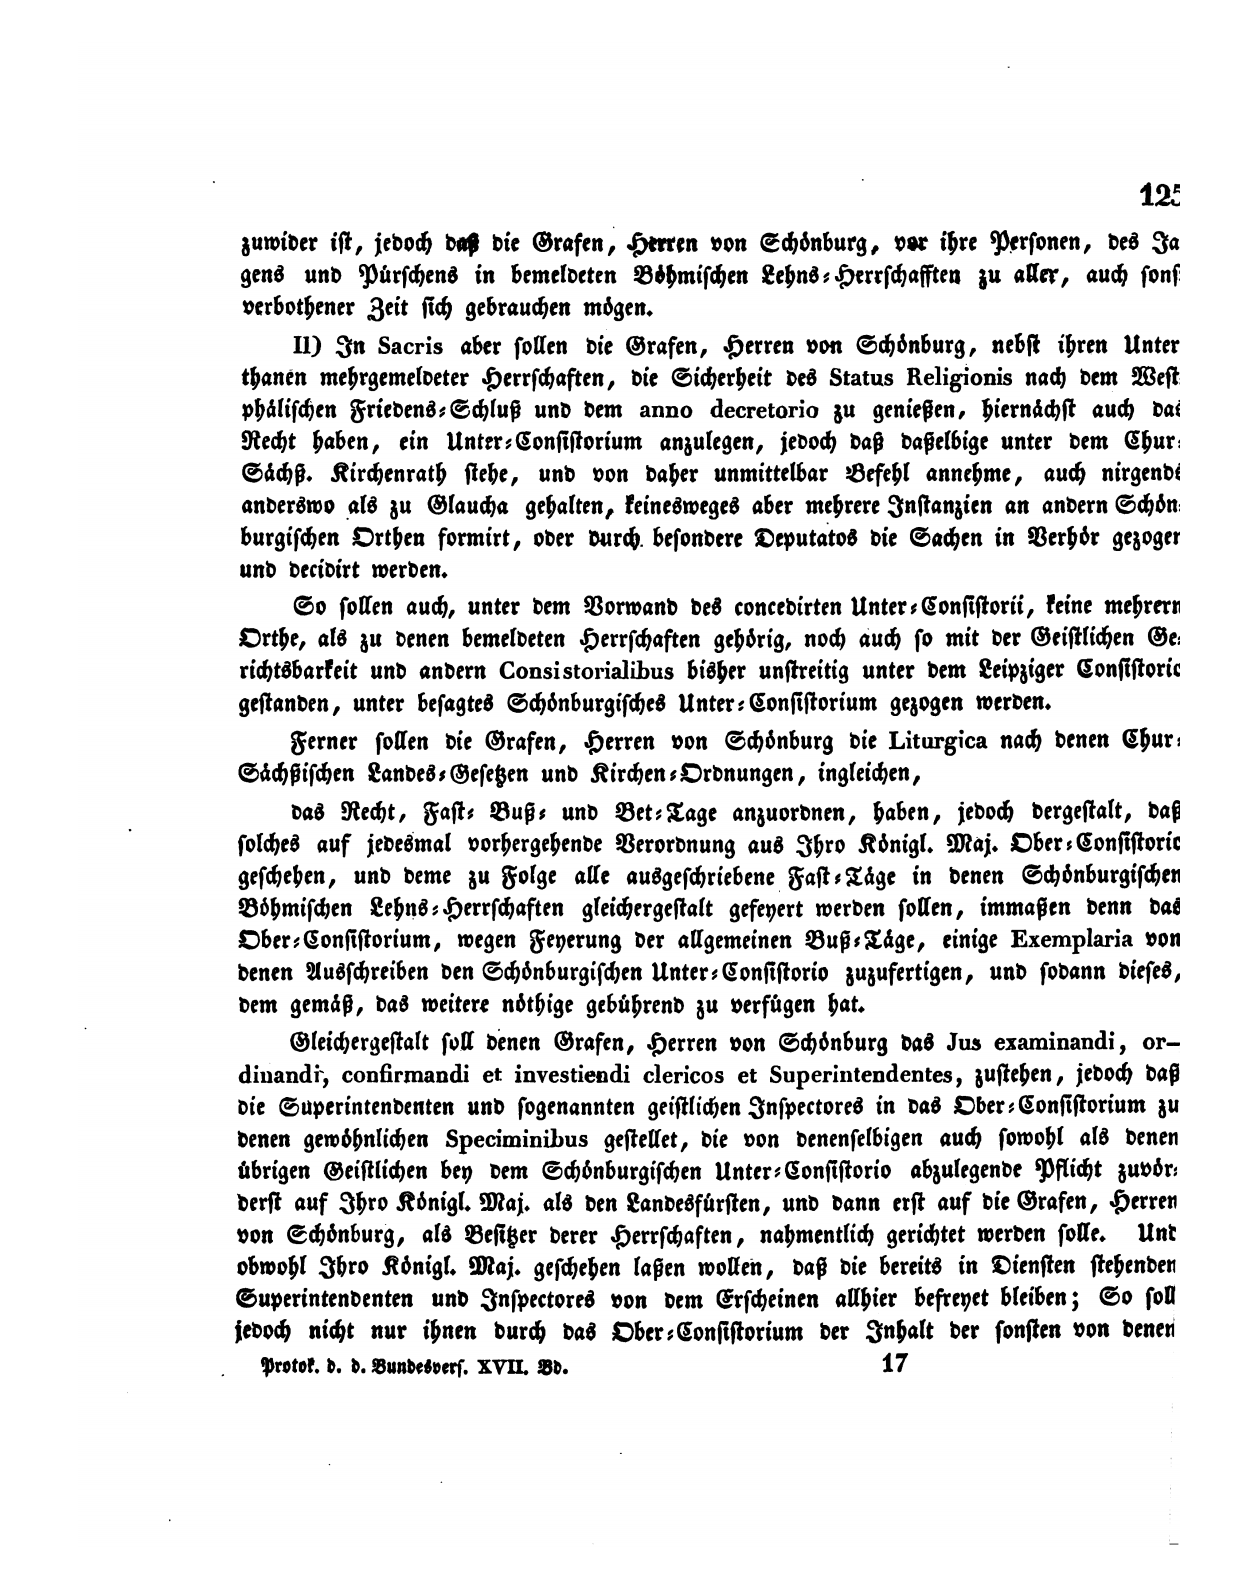 125
zuwider ist, jedoch daß die Grafen, Herren von Schönburg, vor ihre Personen, des Ja
gens und Pürschens in bemeldeten Böhmischen Lehns-Herrschafften zu aller, auch sons
verbothener Zeit sich gebrauchen mögen.
II) In Sacris aber sollen die Grafen, Herren von Schönburg, nebst ihren Unter
thanen mehrgemeldeter Herrschaften, die Sicherheit des Status Religionis nach dem West
phälischen Friedens-Schluß und dem anno decretorio zu genießen, hiernächst auch das
Recht haben, ein Unter-Consistorium anzulegen, jedoch daß daßelbige unter dem Chur-
Sächß. Kirchenrath stehe, und von daher unmittelbar Befehl annehme, auch nirgends
anderswo als zu Glaucha gehalten, keinesweges aber mehrere Instanzien an andern Schön-
burgischen Orthen formirt, oder durch besondere Deputatos die Sachen in Verhör gezogen
und decidirt werden.
So sollen auch, unter dem Vorwand des concedirten Unter-Consistorii, keine mehrern
Orthe, als zu denen bemeldeten Herrschaften gehörig, noch auch so mit der Geistlichen Ge-
richtsbarkeit und andern Consistorialibus bisher unstreitig unter dem Leipziger Consistorio
gestanden, unter besagtes Schönburgisches Unter-Consistorium gezogen werden.
Ferner sollen die Grafen, Herren von Schönburg die Liturgica nach denen Chur-
Sächßischen Landes-Gesetzen und Kirchen-Ordnungen, ingleichen,
das Recht, Fast- Buß- und Bet-Tage anzuordnen, haben, jedoch dergestalt, daß
solches auf jedesmal vorhergehende Verordnung aus Ihro Königl. Maj. Ober-Consistorio
geschehen, und deme zu Folge alle ausgeschriebene Fast-Täge in denen Schönburgischen
Böhmischen Lehns-Herrschaften gleichergestalt gefeyert werden sollen, immaßen denn das
Ober-Consistorium, wegen Feyerung der allgemeinen Buß-Täge, einige Exemplaria von
denen Ausschreiben den Schönburgischen Unter-Consistorio zuzufertigen, und sodann dieses,
dem gemäß, das weitere nöthige gebührend zu verfügen hat.
Gleichergestalt soll denen Grafen, Herren von Schönburg das Jus examinandi, or-
dinandi, confirmandi et investiendi clericos et Superintendentes, zustehen, jedoch daß
die Superintendenten und sogenannten geistlichen Inspectores in das Ober-Consistorium zu
denen gewöhnlichen Speciminibus gestellet, die von denenselbigen auch sowohl als denen
übrigen Geistlichen bey dem Schönburgischen Unter-Consistorio abzulegende Pflicht zuvör-
derst auf Ihro Königl. Maj. als den Landesfürsten, und dann erst auf die Grafen, Herren
von Schönburg, als Besitzer derer Herrschaften, nahmentlich gerichtet werden solle. Und
obwohl Ihro Königl. Maj. geschehen laßen wollen, daß die bereits in Diensten stehenden
Superintendenten und Inspectores von dem Erscheinen allhier befreyet bleiben; So soll
jedoch nicht nur ihnen durch das Ober-Consistorium der Inhalt der sonsten von denen
Protok. d. d. Bundesvers. XVII. Bd. 17